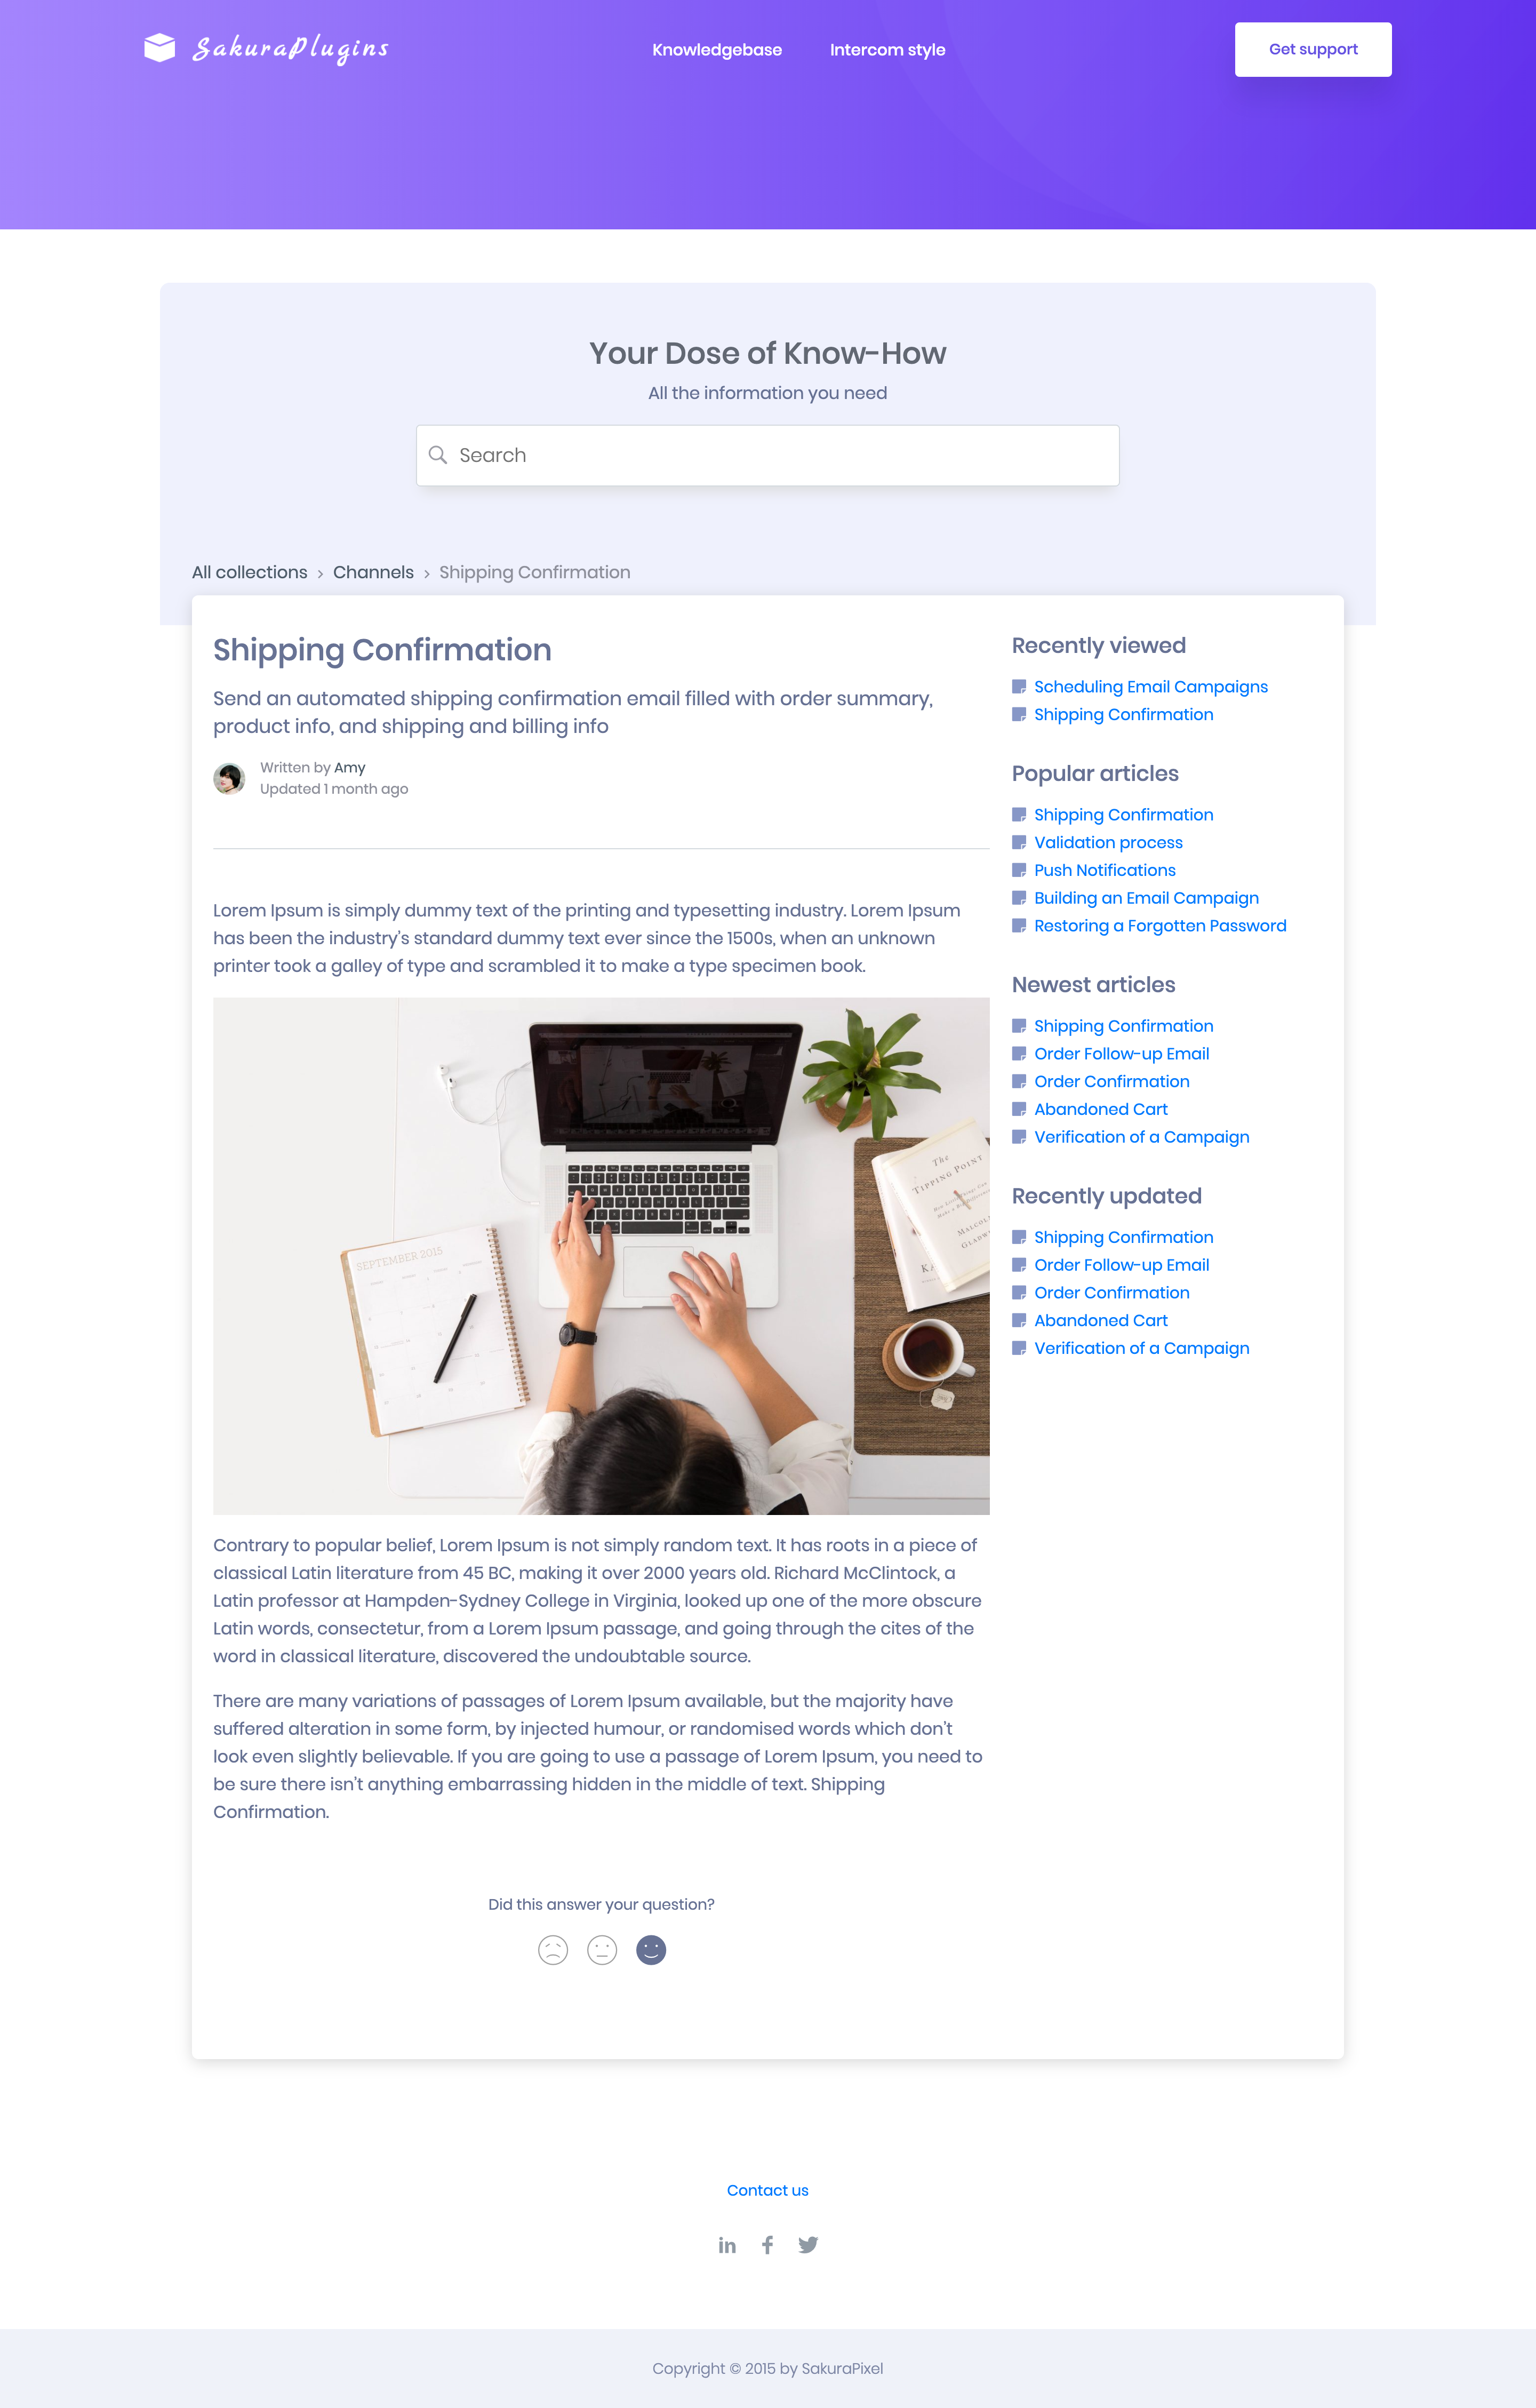 SakuraPlugins
Knowledgebase
Intercom style
Get support
Your Dose of Know-How
All the information you need
Search
All collections › Channels › Shipping Confirmation
Shipping Confirmation
Send an automated shipping confirmation email filled with order summary,
product info, and shipping and billing info
Written by Amy
Updated 1 month ago
Lorem Ipsum is simply dummy text of the printing and typesetting industry. Lorem Ipsum
has been the industry's standard dummy text ever since the 1500s, when an unknown
printer took a galley of type and scrambled it to make a type specimen book.
SEPTEMBER 2015
The
TIPPING POINT
Contrary to popular belief, Lorem Ipsum is not simply random text. It has roots in a piece of
classical Latin literature from 45 BC, making it over 2000 years old. Richard McClintock, a
Latin professor at Hampden-Sydney College in Virginia, looked up one of the more obscure
Latin words, consectetur, from a Lorem Ipsum passage, and going through the cites of the
word in classical literature, discovered the undoubtable source.
There are many variations of passages of Lorem Ipsum available, but the majority have
suffered alteration in some form, by injected humour, or randomised words which don't
look even slightly believable. If you are going to use a passage of Lorem Ipsum, you need to
be sure there isn't anything embarrassing hidden in the middle of text. Shipping
Confirmation.
Did this answer your question?
Recently viewed
Scheduling Email Campaigns
Shipping Confirmation
Popular articles
Shipping Confirmation
Validation process
Push Notifications
Building an Email Campaign
Restoring a Forgotten Password
Newest articles
Shipping Confirmation
Order Follow-up Email
Order Confirmation
Abandoned Cart
Verification of a Campaign
Recently updated
Shipping Confirmation
Order Follow-up Email
Order Confirmation
Abandoned Cart
Verification of a Campaign
Contact us
Copyright © 2015 by SakuraPixel